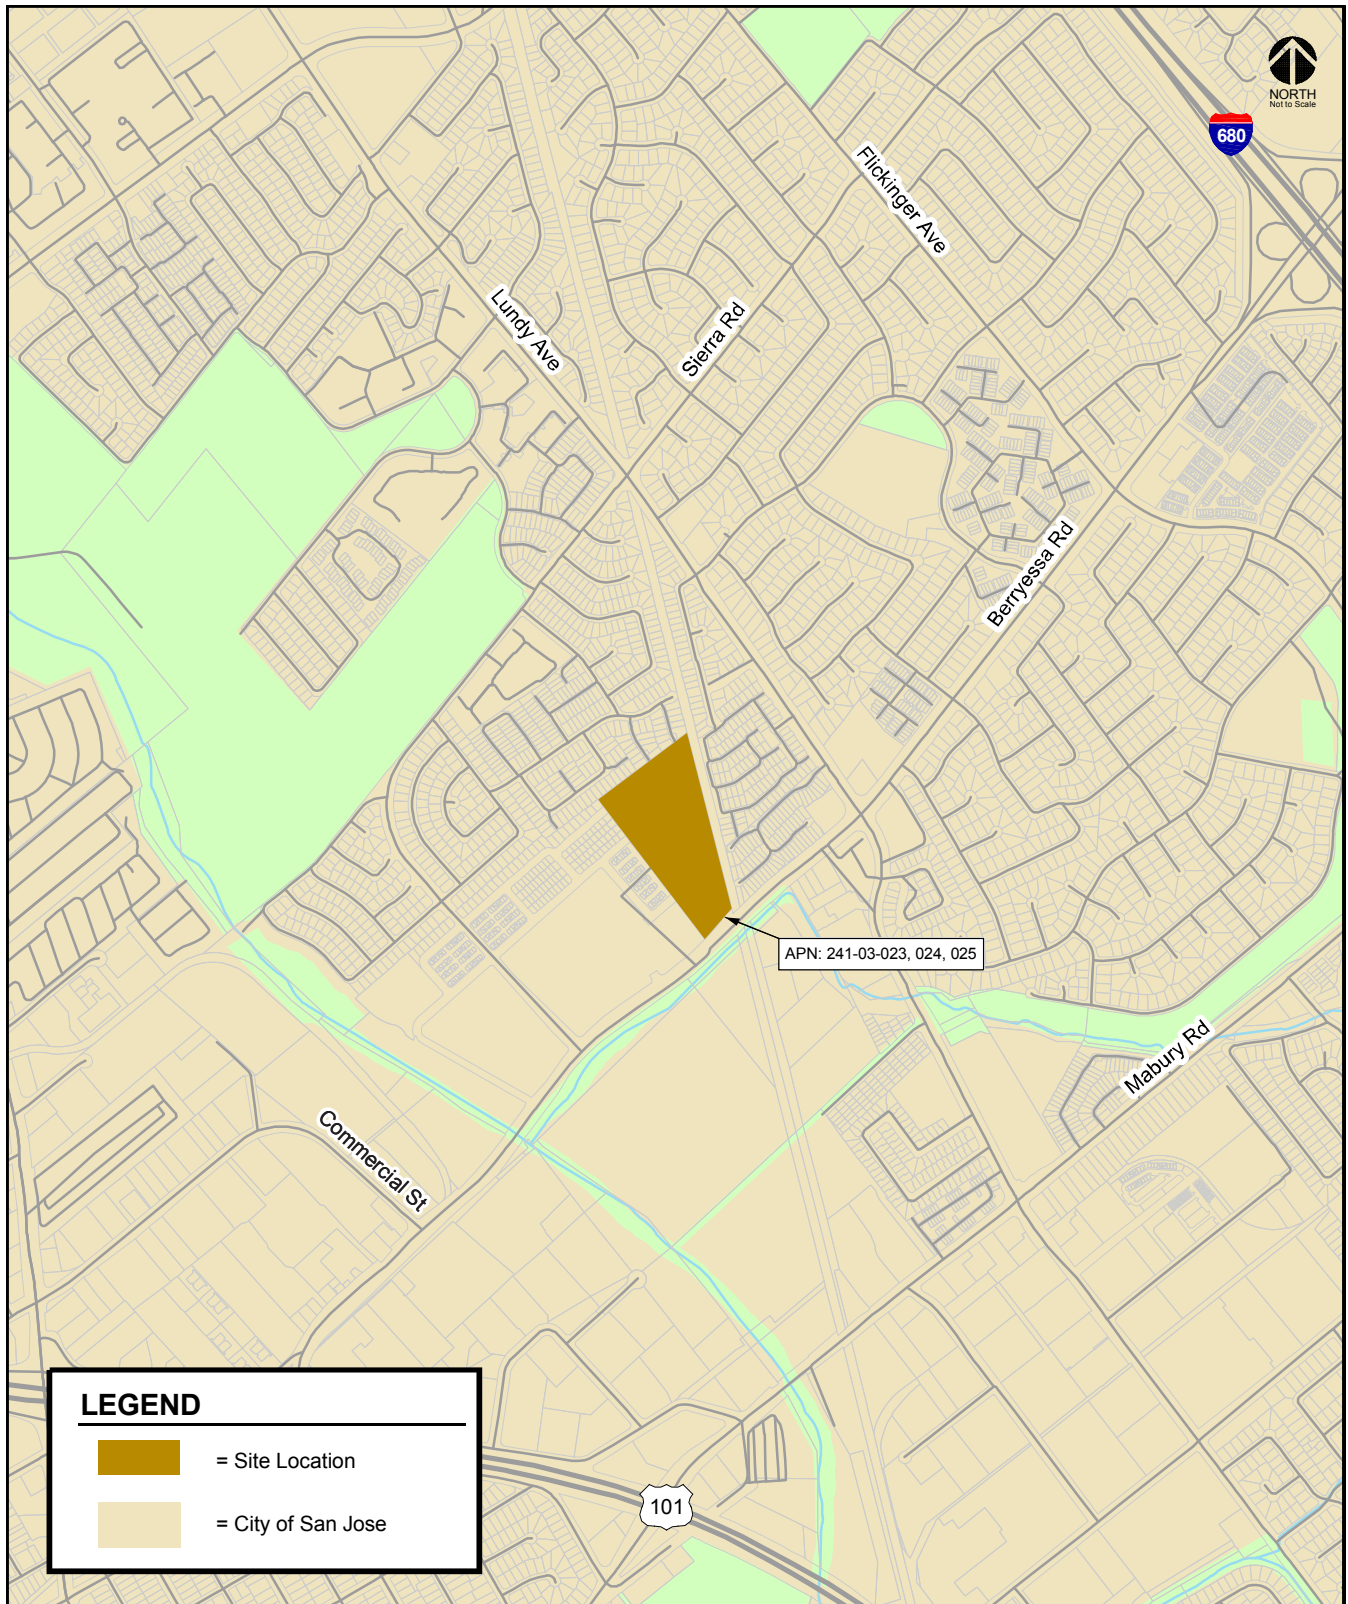 NORTH
Not to Scale
680
Flickinger Ave
Lundy Ave
Sierra Rd
Berryessa Rd
APN: 241-03-023, 024, 025
Mabury Rd
Commercial St
LEGEND
= Site Location
= City of San Jose
101